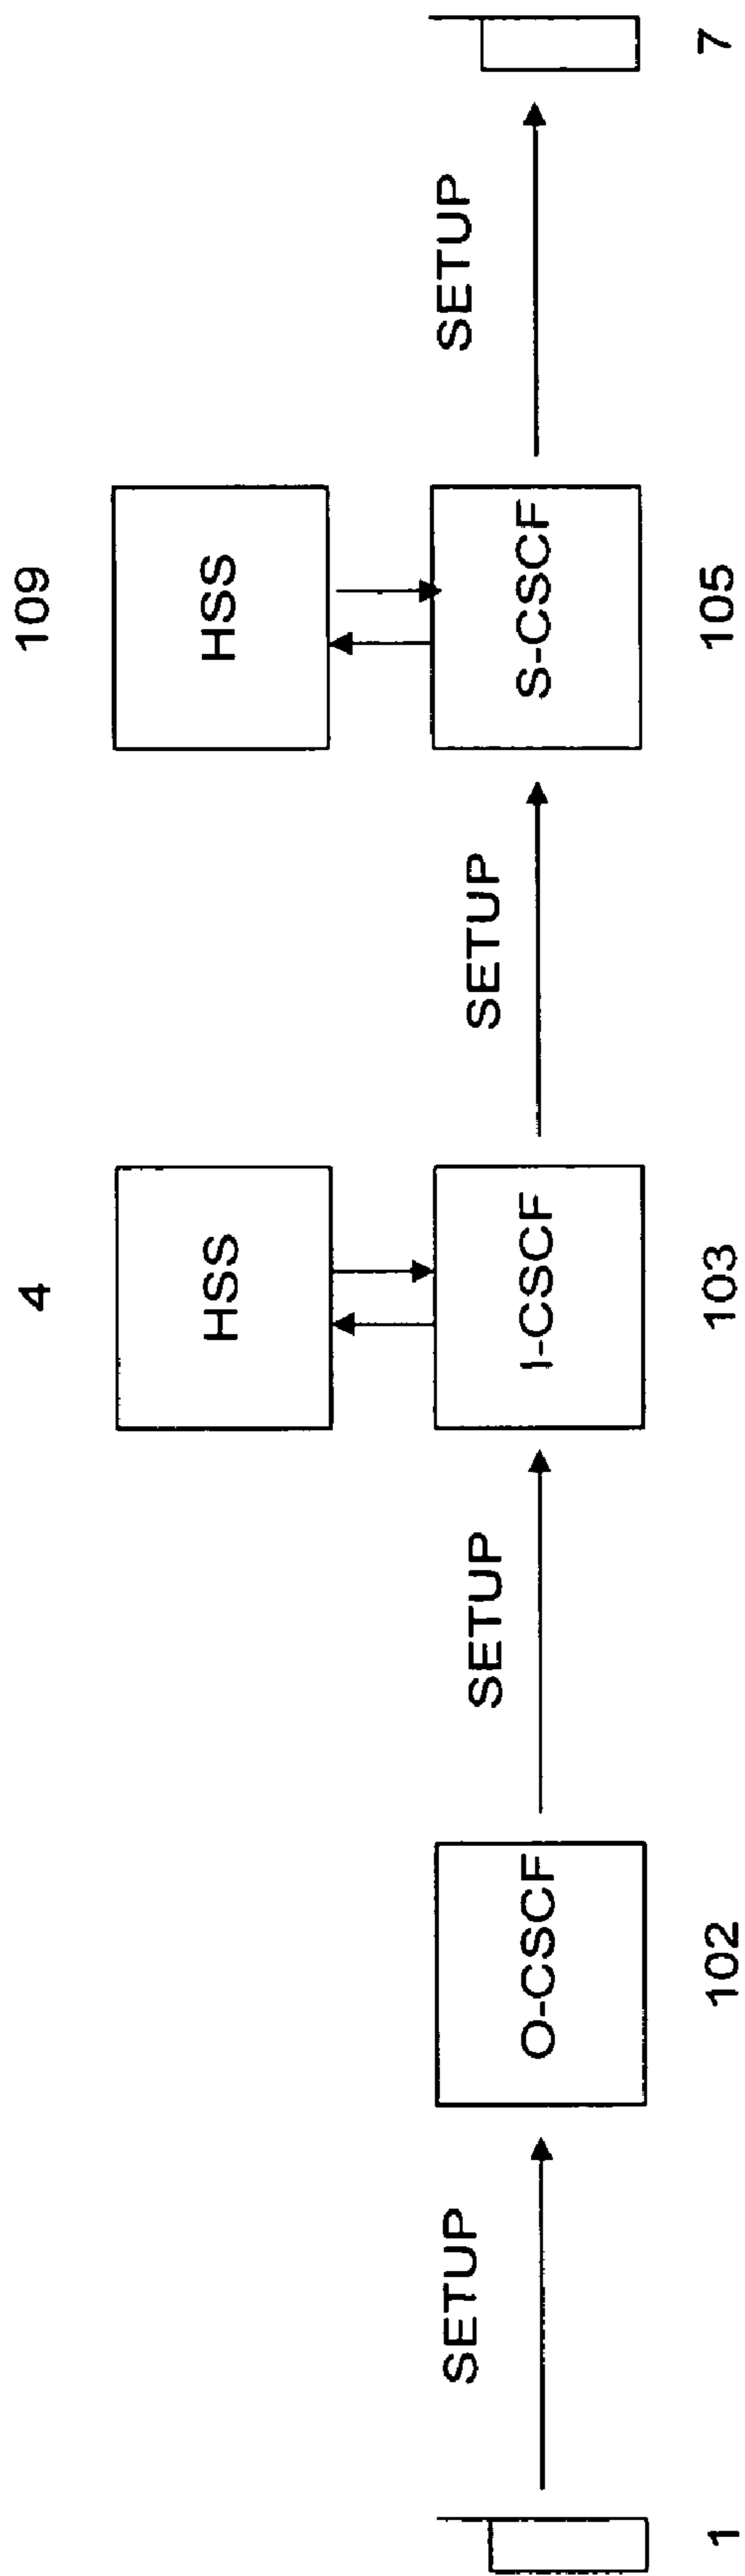 109
4
HSS
HSS
SETUP
SETUP
SETUP
SETUP
O-CSCF
I-CSCF
S-CSCF
1
102
103
105
7